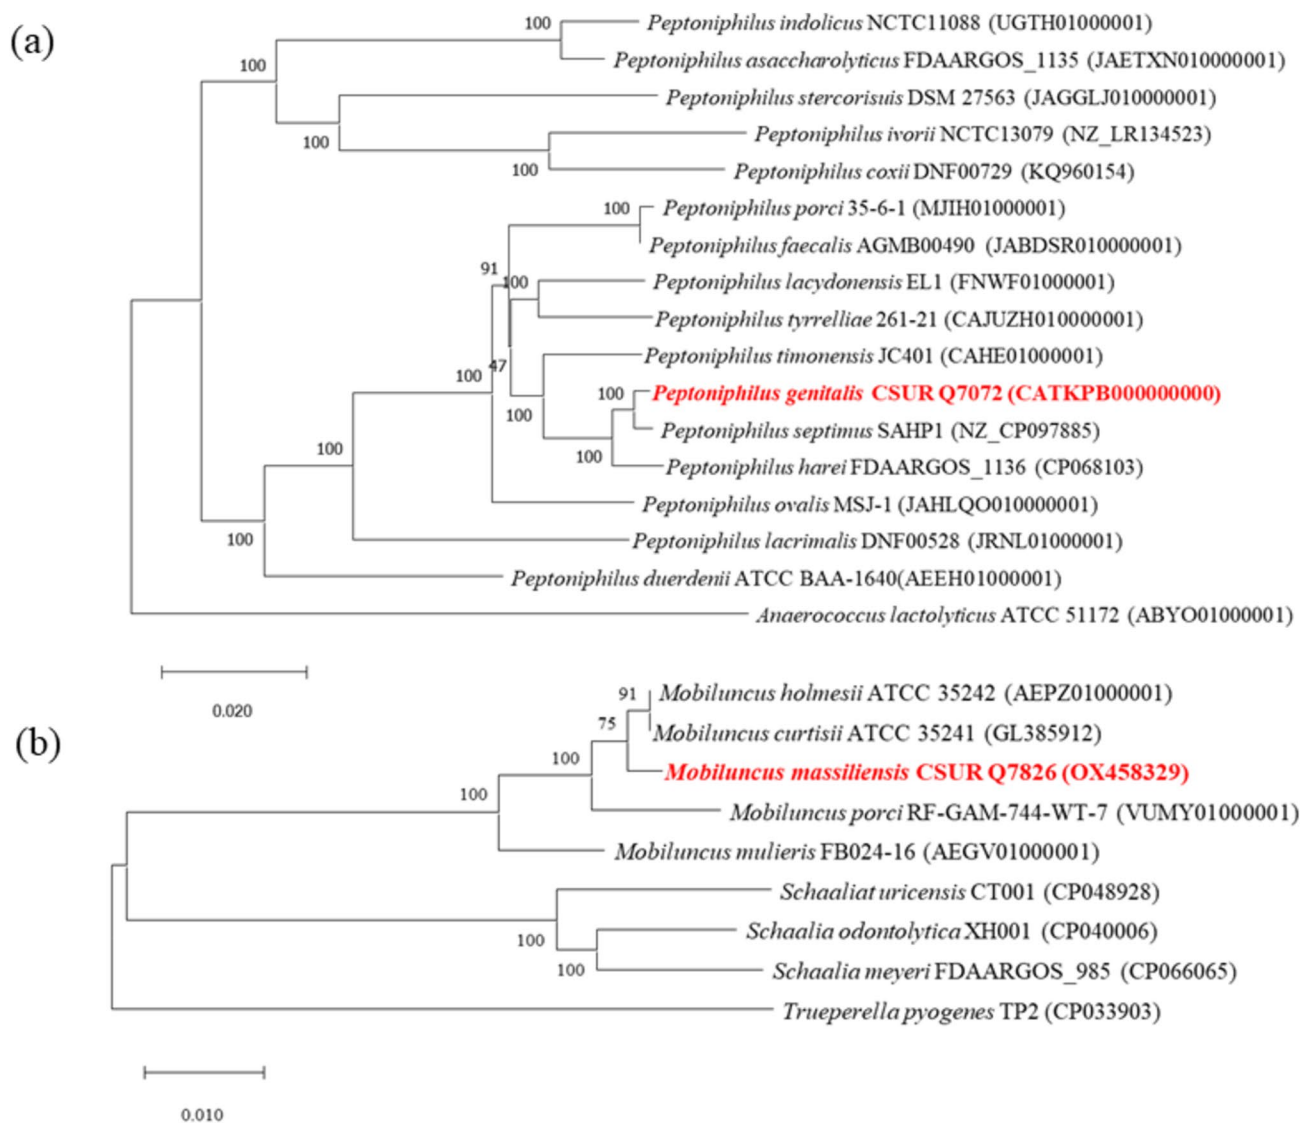 (a)
100
Peptoniphilus indolicus NCTC11088 (UGTH01000001)
Peptoniphilus asaccharolyticus FDAARGOS_1135 (JAETXN010000001)
100
Peptoniphilus stercorisuis DSM 27563 (JAGGLJ010000001)
100
Peptoniphilus ivorii NCTC13079 (NZ_LR134523)
100
Peptoniphilus coxii DNF00729 (KQ960154)
100
Peptoniphilus porci 35-6-1 (MJIH01000001)
Peptoniphilus faecalis AGMB00490 (JABDSR010000001)
91
100
Peptoniphilus lacydonensis EL1 (FNWF01000001)
Peptoniphilus tyrrelliae 261-21 (CAJUZH010000001)
47
Peptoniphilus timonensis JC401 (CAHE01000001)
100
100
Peptoniphilus genitalis CSUR Q7072 (CATKPB000000000)
100
Peptoniphilus septimus SAHP1 (NZ_CP097885)
100
Peptoniphilus harei FDAARGOS_1136 (CP068103)
100
Peptoniphilus ovalis MSJ-1 (JAHLQO010000001)
100
Peptoniphilus lacrimalis DNF00528 (JRNL01000001)
Peptoniphilus duerdenii ATCC BAA-1640(AEEH01000001)
Anaerococcus lactolyticus ATCC 51172 (ABYO01000001)
0.020
(b)
91
Mobiluncus holmesii ATCC 35242 (AEPZ01000001)
75
Mobiluncus curtisii ATCC 35241 (GL385912)
100
Mobiluncus massiliensis CSUR Q7826 (OX458329)
100
Mobiluncus porci RF-GAM-744-WT-7 (VUMY01000001)
Mobiluncus mulieris FB024-16 (AEGV01000001)
Schaaliat uricensis CT001 (CP048928)
100
Schaalia odontolytica XH001 (CP040006)
100
Schaalia meyeri FDAARGOS_985 (CP066065)
Trueperella pyogenes TP2 (CP033903)
0.010